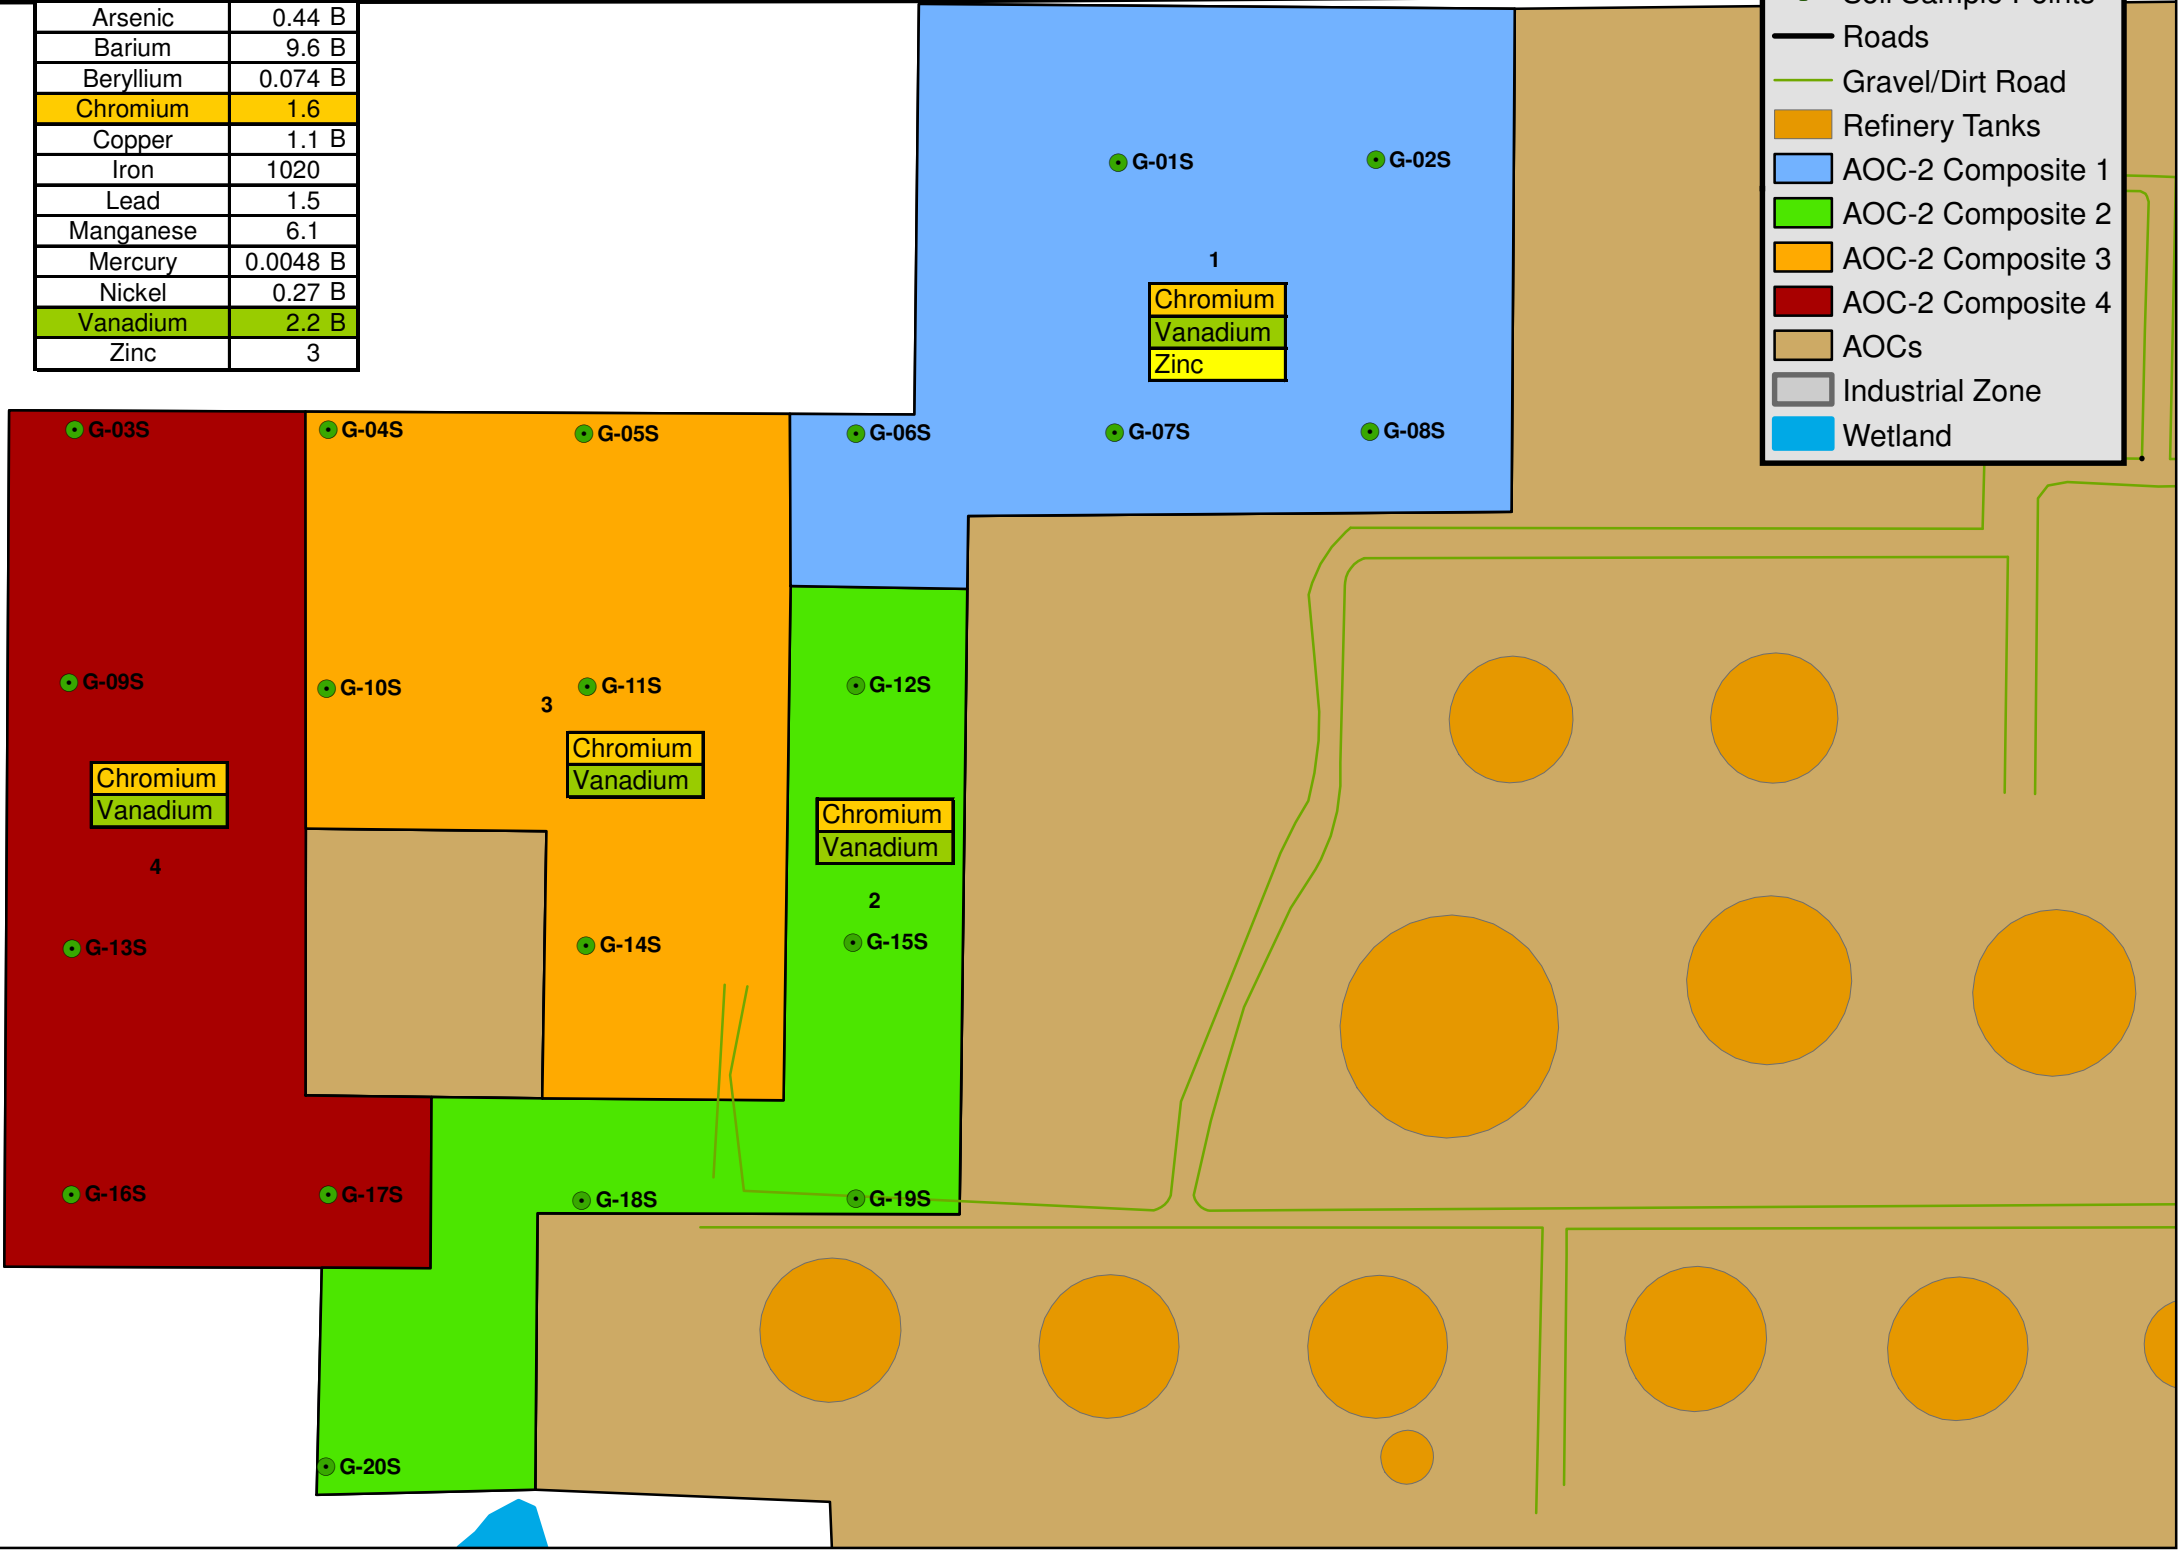 Arsenic 0.44 B
Barium 9.6 B
Beryllium 0.074 B
Chromium 1.6
Copper 1.1 B
Iron 1020
Lead 1.5
Manganese 6.1
Mercury 0.0048 B
Nickel 0.27 B
Vanadium 2.2 B
Zinc 3
Soil Sample Points
Roads
Gravel/Dirt Road
Refinery Tanks
AOC-2 Composite 1
AOC-2 Composite 2
AOC-2 Composite 3
AOC-2 Composite 4
AOCs
Industrial Zone
Wetland
G-01S
G-02S
1
Chromium
Vanadium
Zinc
G-03S
G-04S
G-05S
G-06S
G-07S
G-08S
G-09S
G-10S
G-11S
G-12S
3
Chromium
Vanadium
Chromium
Vanadium
4
Chromium
Vanadium
2
G-13S
G-14S
G-15S
G-16S
G-17S
G-18S
G-19S
G-20S